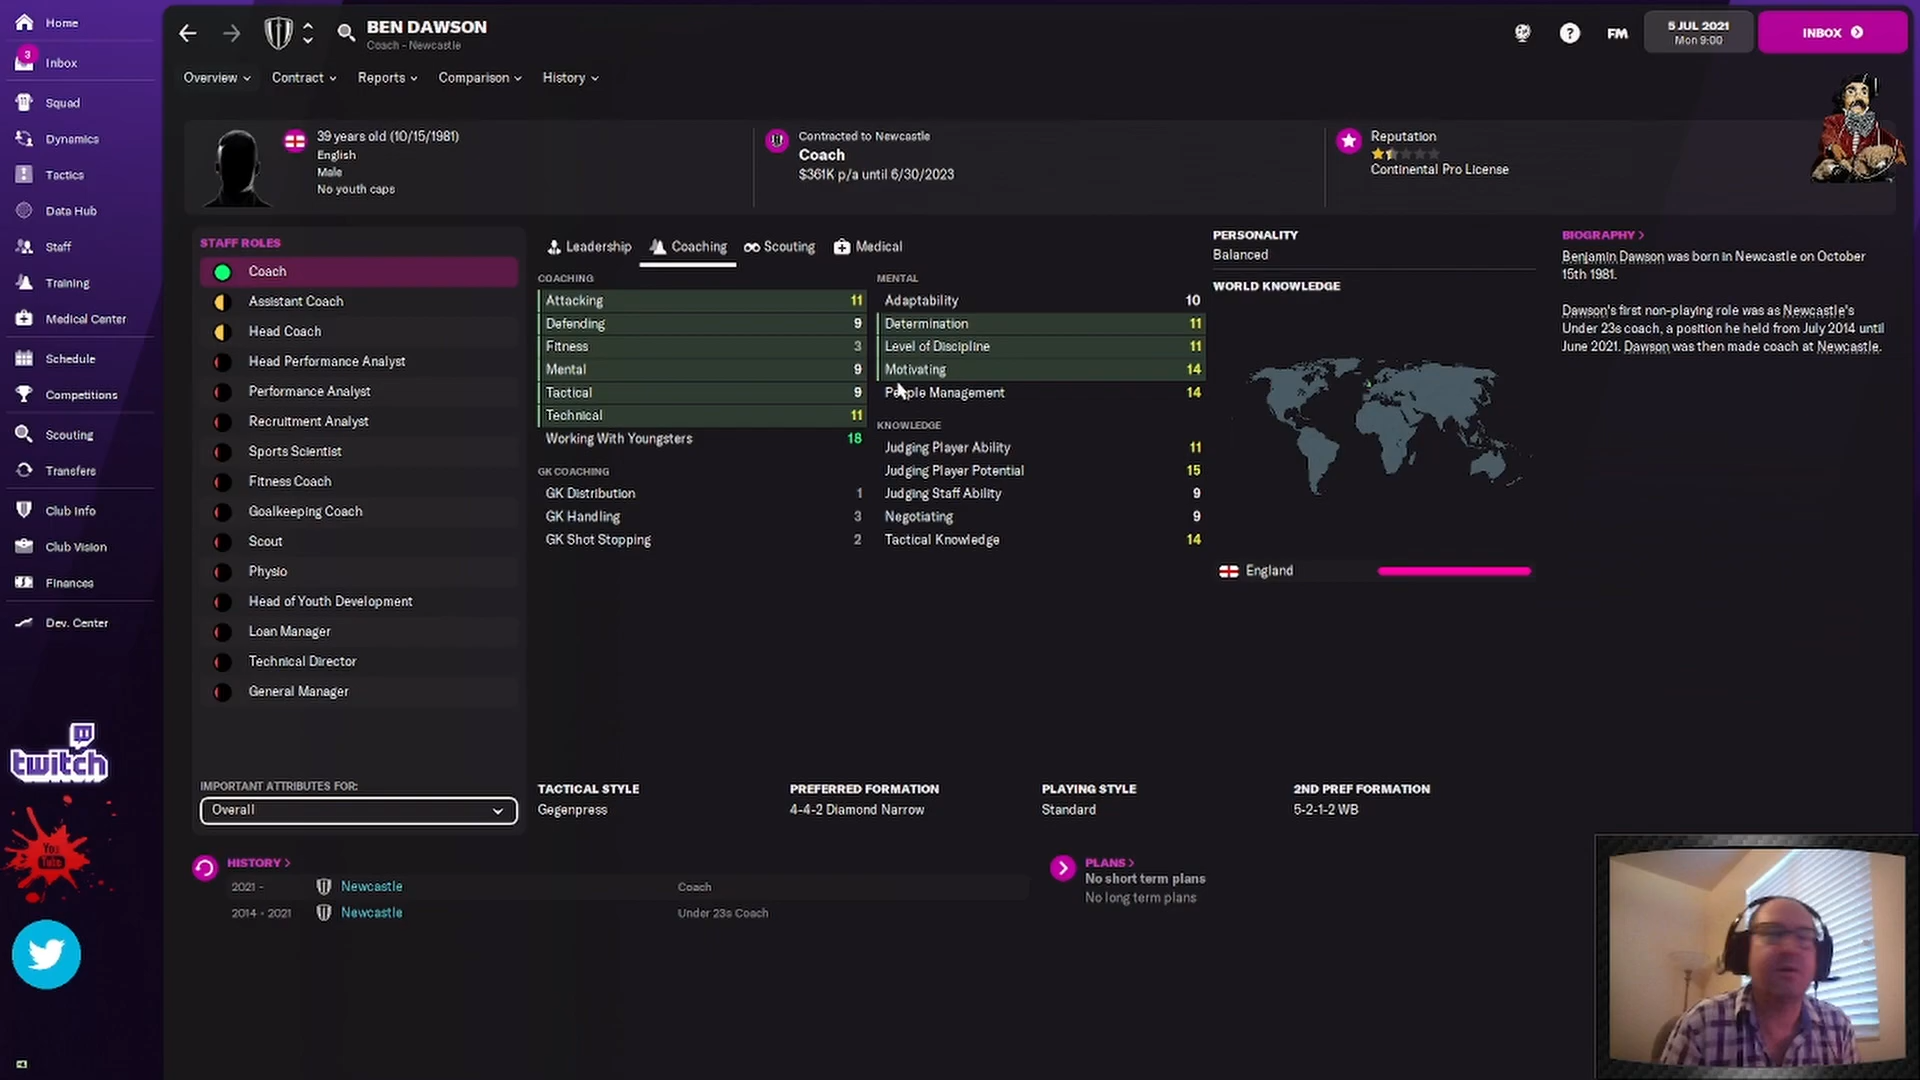 Home
3
Inbox
Squad
Dynamics
Tactics
Data Hub
Staff
Training
Medical Center
Schedule
Competitions
Scouting
Transfers
Club Info
Club Vision
Finances
Dev. Center
twitch
You Tube
BEN DAWSON
Coach - Newcastle
? FM
5 JUL 2021
Mon 9:00
INBOX
Overview Contract Reports Comparison History
39 years old (10/15/1981)
English
Male
No youth caps
Contracted to Newcastle
Coach
$361K p/a until 6/30/2023
Reputation
Continental Pro License
STAFF ROLES
Coach
Assistant Coach
Head Coach
Head Performance Analyst
Performance Analyst
Recruitment Analyst
Sports Scientist
Fitness Coach
Goalkeeping Coach
Scout
Physio
Head of Youth Development
Loan Manager
Technical Director
General Manager
IMPORTANT ATTRIBUTES FOR:
Overall
Leadership Coaching Scouting Medical
COACHING
Attacking 11
Defending 9
Fitness 3
Mental 9
Tactical 9
Technical 11
Working With Youngsters 18
GK COACHING
GK Distribution 1
GK Handling 3
GK Shot Stopping 2
MENTAL
Adaptability 10
Determination 11
Level of Discipline 11
Motivating 14
People Management 14
KNOWLEDGE
Judging Player Ability 11
Judging Player Potential 15
Judging Staff Ability 9
Negotiating 9
Tactical Knowledge 14
PERSONALITY
Balanced
WORLD KNOWLEDGE
England
BIOGRAPHY >
Benjamin Dawson was born in Newcastle on October
15th 1981.
Dawson's first non-playing role was as Newcastle's
Under 23s coach, a position he held from July 2014 until
June 2021. Dawson was then made coach at Newcastle.
TACTICAL STYLE
Gegenpress
PREFERRED FORMATION
4-4-2 Diamond Narrow
PLAYING STYLE
Standard
2ND PREF FORMATION
5-2-1-2 WB
HISTORY >
2021 - Newcastle Coach
2014 - 2021 Newcastle Under 23s Coach
PLANS >
No short term plans
No long term plans